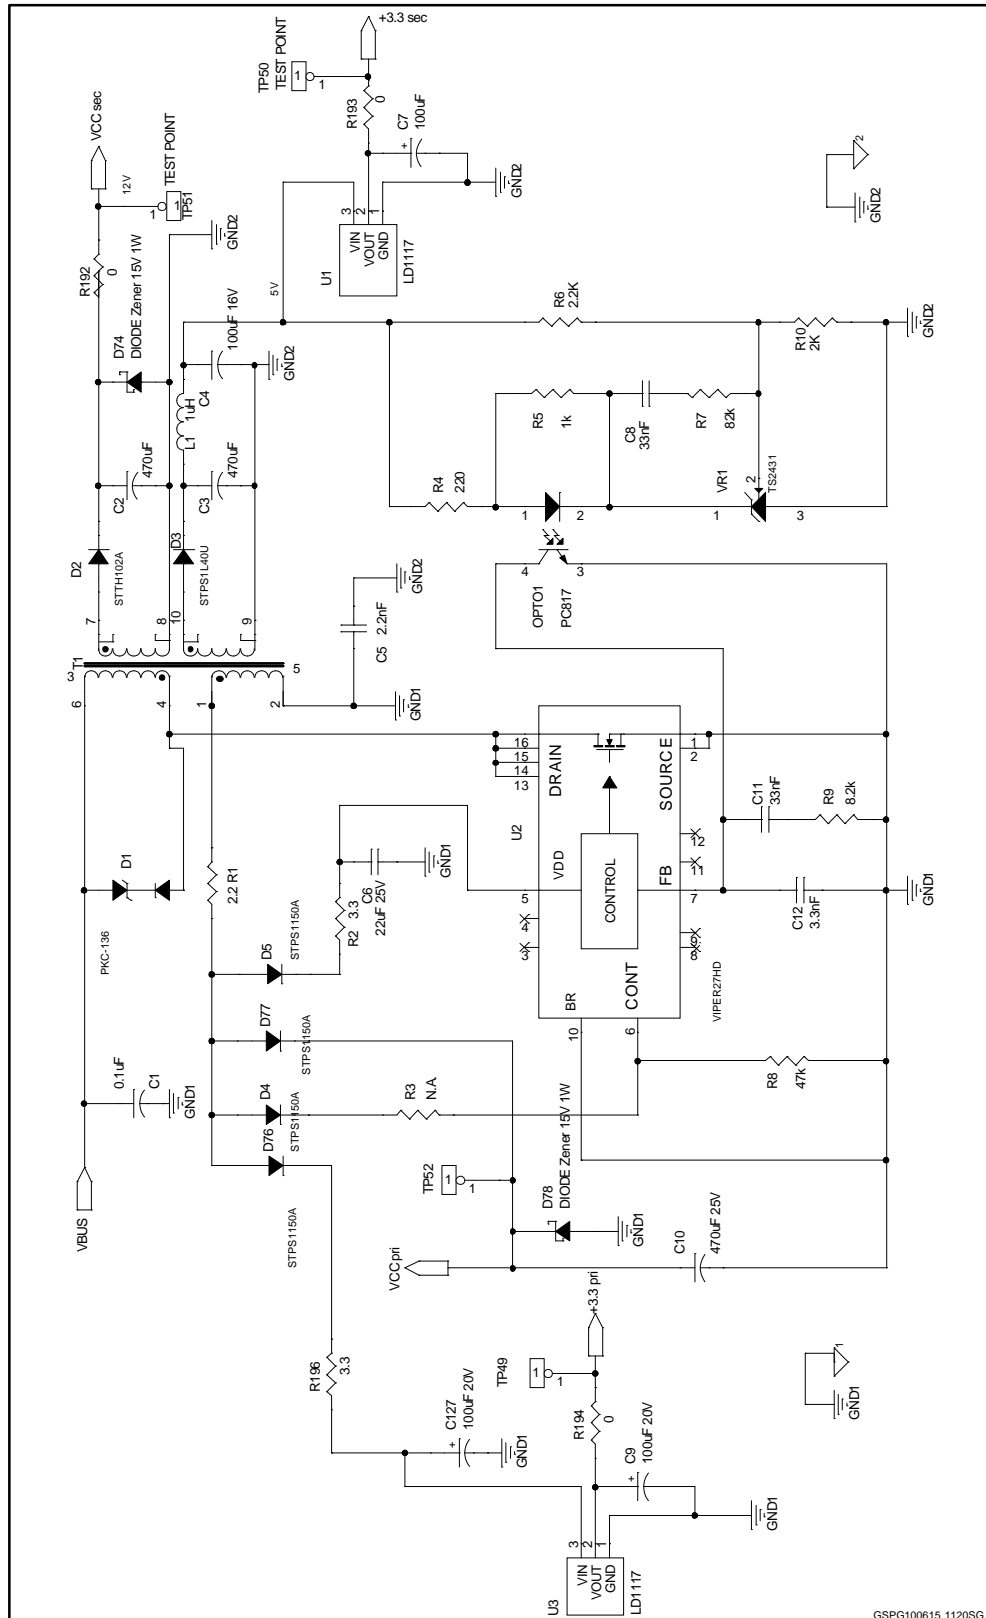 +3.3 sec
TP50
TEST POINT
1
1
R193
0
C7
100uF
+
GND2
3
2
1
VIN
VOUT
GND
U1
LD1117
VCC sec
12V
TEST POINT
1
1
TP51
R192
0
GND2
D74
DIODE Zener 15V 1W
100uF 16V
C4
GND2
5V
1uH
L1
C2
470uF
C3
470uF
D2
STTH102A
D3
STPS1L40U
7
8
10
9
T1
3
5
6
4
1
2
C5
2.2nF
GND2
GND1
R6
2.2K
R10
2K
GND2
R5
1k
C8
33nF
R7
82k
R4
220
1
2
VR1
1
2
3
TS2431
4
3
OPTO1
PC817
GND2
2
D1
PKC-136
2.2 R1
0.1uF
C1
GND1
VBUS
D5
STPS1150A
D77
STPS1150A
D4
STPS1150A
D76
STPS1150A
R2
3.3
C6
22uF 25V
GND1
R3
N.A.
U2
16
15
14
13
DRAIN
SOURCE
1
2
VDD
5
CONTROL
FB
12
11
7
4
3
9
8
BR
10
CONT
6
VIPER27HD
C11
33nF
R9
8.2k
C12
3.3nF
GND1
R8
47k
TP52
1
1
D78
DIODE Zener 15V 1W
GND1
VCC pri
C10
470uF 25V
R196
3.3
C127
100uF 20V
+
GND1
+3.3 pri
TP49
1
1
R194
0
C9
100uF 20V
+
GND1
3
2
1
VIN
VOUT
GND
U3
LD1117
GND1
1
GSPG100615 1120SG